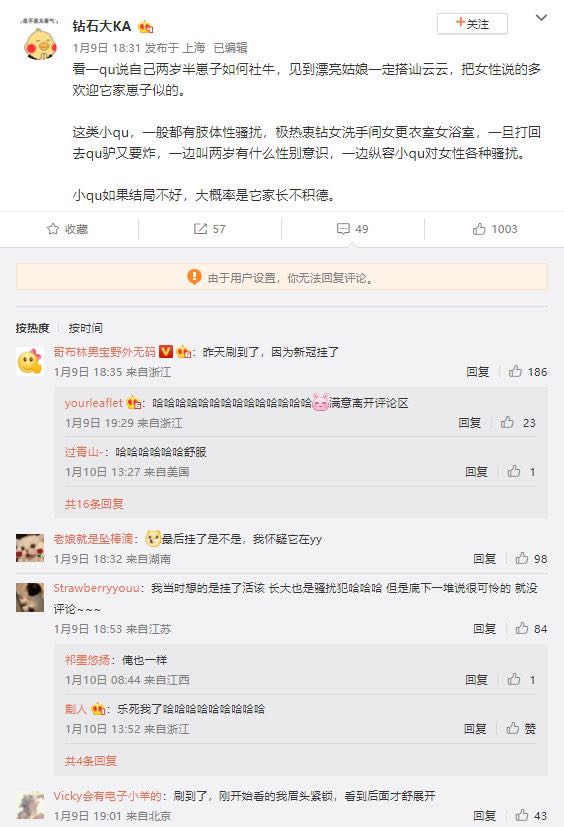 鱼不是太客气
钻石大KA
+关注
1月9日 18:31 发布于 上海 已编辑
看一qu说自己两岁半崽子如何社牛，见到漂亮姑娘一定搭讪云云，把女性说的多
欢迎它家崽子似的。
这类小qu，一般都有肢体性骚扰，极热衷钻女洗手间女更衣室女浴室，一旦打回
去qu驴又要炸，一边叫两岁有什么性别意识，一边纵容小qu对女性各种骚扰。
小qu如果结局不好，大概率是它家长不积德。
收藏
57
49
1003
由于用户设置，你无法回复评论。
按热度 按时间
哥布林男宝野外无码 V ：昨天刷到了，因为新冠挂了
1月9日 18:35 来自浙江 回复 186
yourleaflet ：哈哈哈哈哈哈哈哈哈哈哈哈哈哈满意离开评论区
1月9日 19:29 来自浙江 回复 23
过青山-：哈哈哈哈哈哈舒服
1月10日 13:27 来自美国 回复 1
共16条回复
老娘就是坠棒滴：最后挂了是不是，我怀疑它在yy
1月9日 18:32 来自湖南 回复 98
Strawberryyouu：我当时想的是挂了活该 长大也是骚扰犯哈哈哈 但是底下一堆说很可怜的 就没
评论~~~
1月9日 18:53 来自江苏 回复 84
祁墨悠扬：俺也一样
1月10日 08:44 来自江西 回复 1
人 ：乐死我了哈哈哈哈哈哈哈哈哈
1月10日 13:52 来自浙江 回复 赞
共4条回复
Vicky会有电子小羊的：刷到了，刚开始看的我眉头紧锁，看到后面才舒展开
1月9日 19:01 来自北京 回复 43